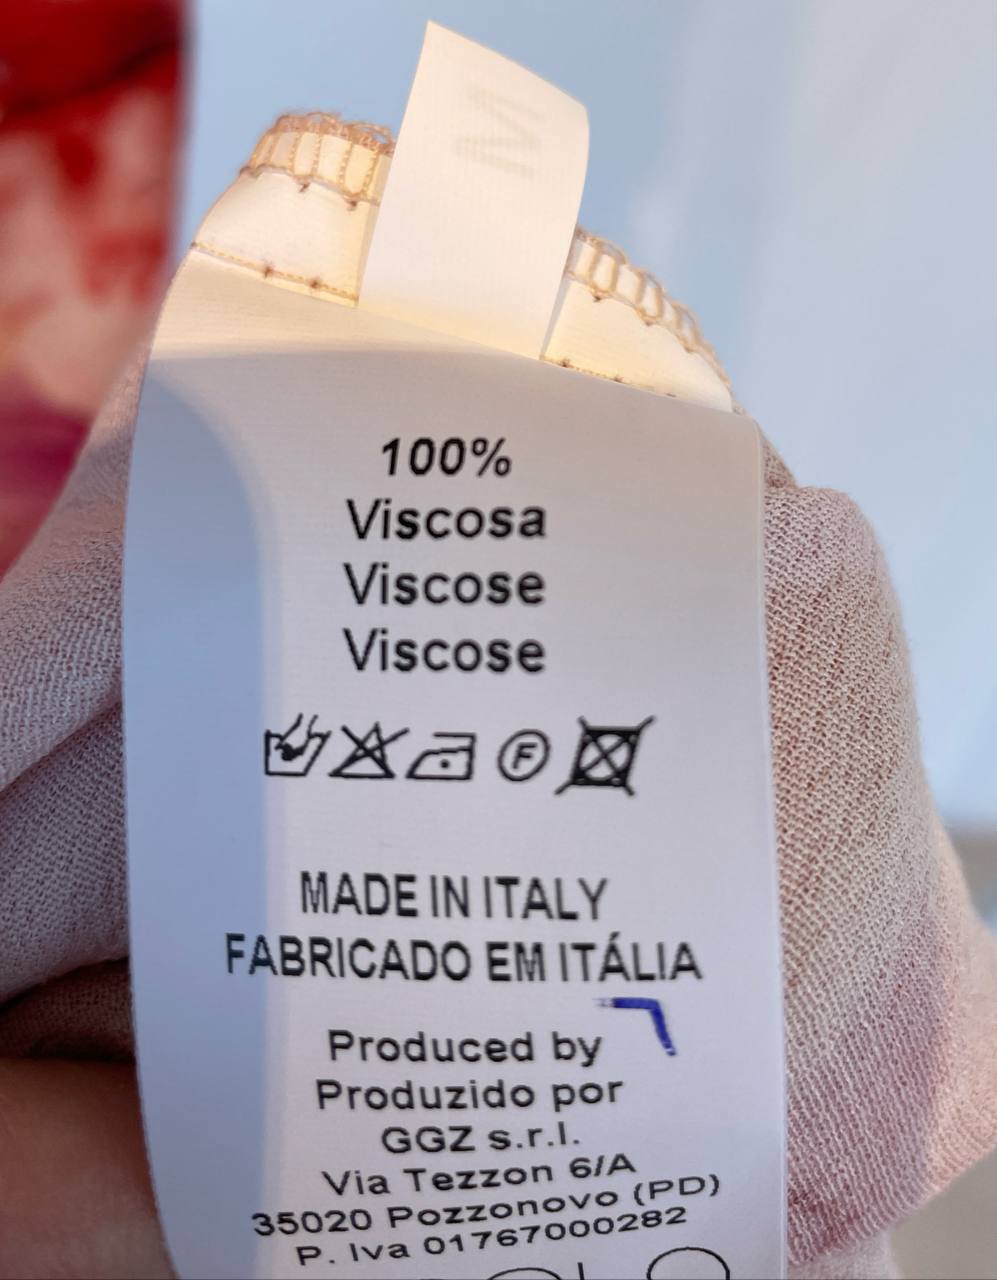 M
100%
Viscosa
Viscose
Viscose
F
MADE IN ITALY
FABRICADO EM ITÁLIA
Produced by
Produzido por
GGZ s.r.l.
Via Tezzon 6/A
35020 Pozzonovo (PD)
P. Iva 01767000282